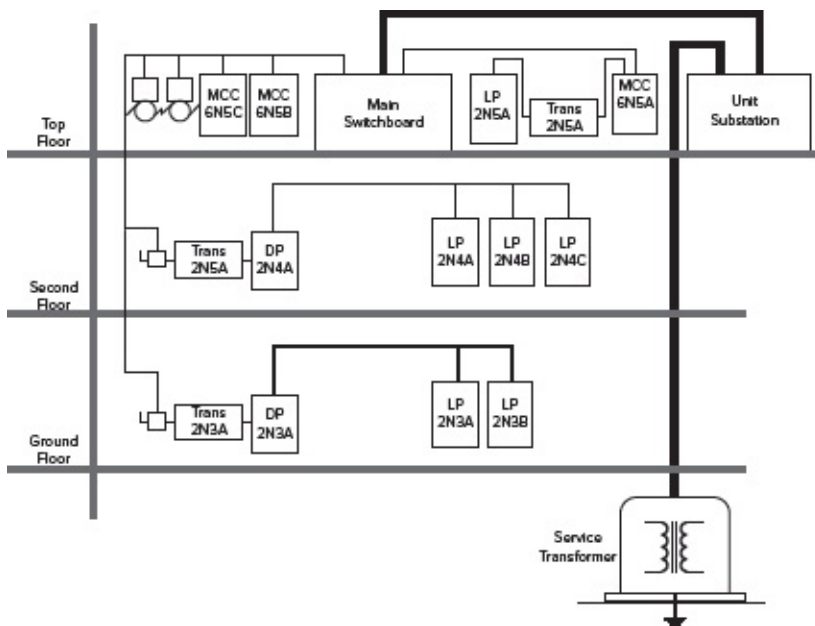 MCC
6N5C
MCC
6N5B
Main
Switchboard
LP
2N5A
Trans
2N5A
MCC
6N5A
Unit
Substation
Top
Floor
Trans
2N5A
DP
2N4A
LP
2N4A
LP
2N4B
LP
2N4C
Second
Floor
Trans
2N3A
DP
2N3A
LP
2N3A
LP
2N3B
Ground
Floor
Service
Transformer